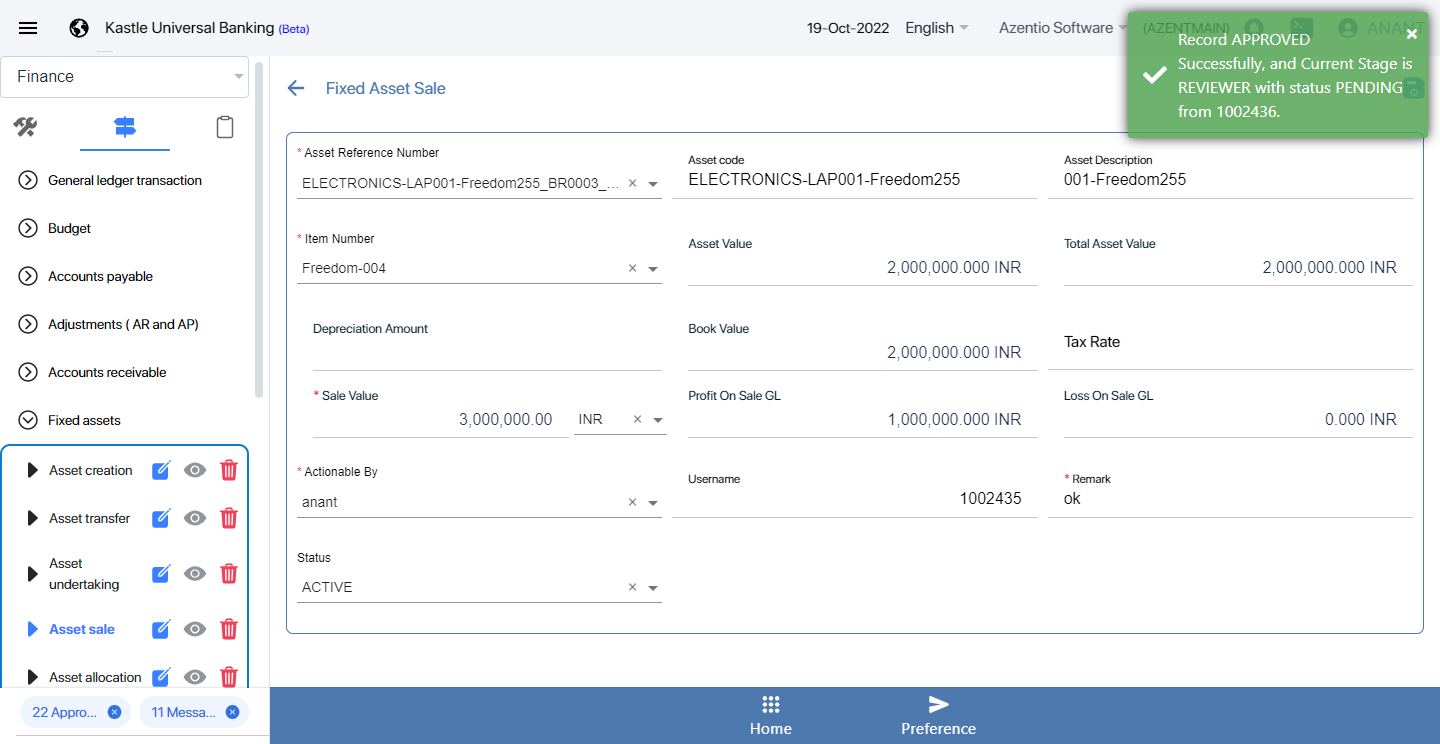 Kastle Universal Banking (Beta)
19-Oct-2022
English
Azentio Software
(AZENTMAIN)
ANANT
Record APPROVED
Successfully, and Current Stage is
REVIEWER with status PENDING
from 1002436.
Finance
General ledger transaction
Budget
Accounts payable
Adjustments ( AR and AP)
Accounts receivable
Fixed assets
Asset creation
Asset transfer
Asset
undertaking
Asset sale
Asset allocation
22 Appro...
11 Messa...
Fixed Asset Sale
* Asset Reference Number
ELECTRONICS-LAP001-Freedom255_BR0003_...
Asset code
ELECTRONICS-LAP001-Freedom255
Asset Description
001-Freedom255
* Item Number
Freedom-004
Asset Value
2,000,000.000 INR
Total Asset Value
2,000,000.000 INR
Depreciation Amount
Book Value
2,000,000.000 INR
Tax Rate
* Sale Value
3,000,000.00
INR
Profit On Sale GL
1,000,000.000 INR
Loss On Sale GL
0.000 INR
* Actionable By
anant
Username
1002435
* Remark
ok
Status
ACTIVE
Home
Preference